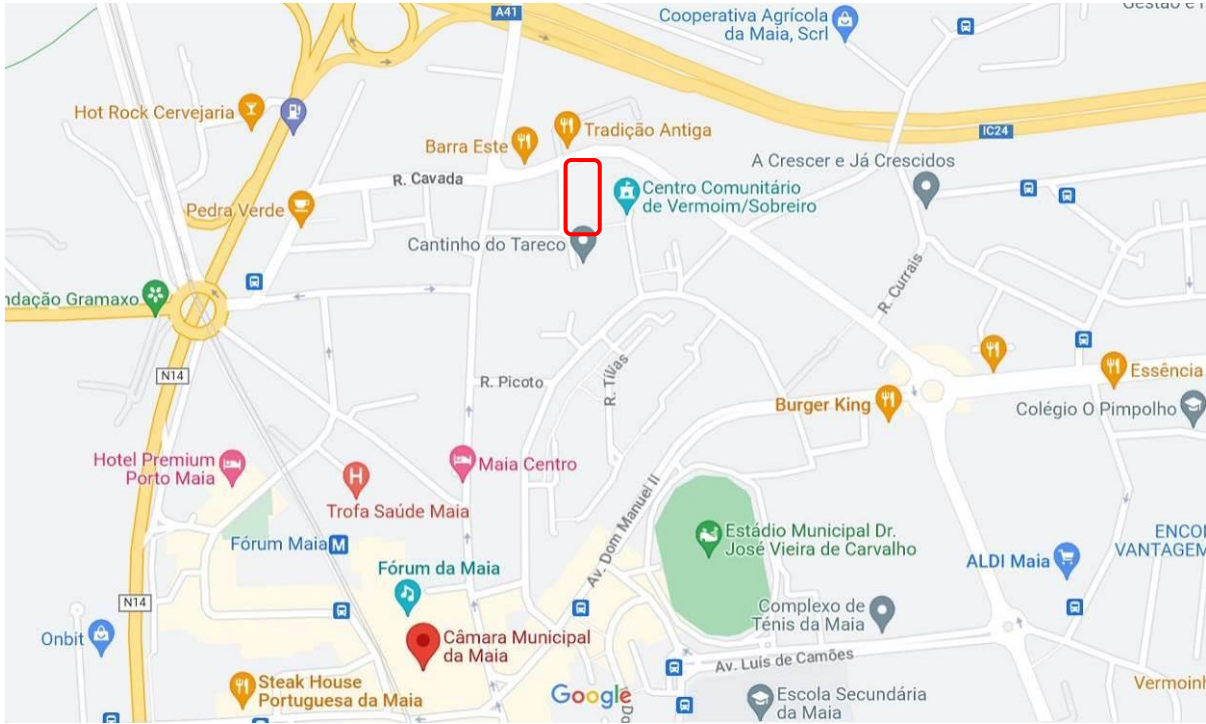 Cooperativa Agrícola
da Maia, Scrl
A41
Hot Rock Cervejaria
Tradição Antiga
IC24
Barra Este
A Crescer e Já Crescidos
R. Cavada
Centro Comunitário
de Vermoim/Sobreiro
Pedra Verde
Cantinho do Tareco
ndação Gramaxo
R. Currais
N14
R. Picoto
R. Tilias
Essência
Burger King
Colégio O Pimpolho
Hotel Premium
Porto Maia
Maia Centro
Trofa Saúde Maia
Av. Dom Manuel II
Estádio Municipal Dr.
José Vieira de Carvalho
ENCO
VANTAGEM
Fórum Maia M
ALDI Maia
Fórum da Maia
N14
Complexo de
Ténis da Maia
Onbit
Câmara Municipal
da Maia
Av. Luís de Camões
Steak House
Portuguesa da Maia
Google
Escola Secundária
da Maia
Vermoinh